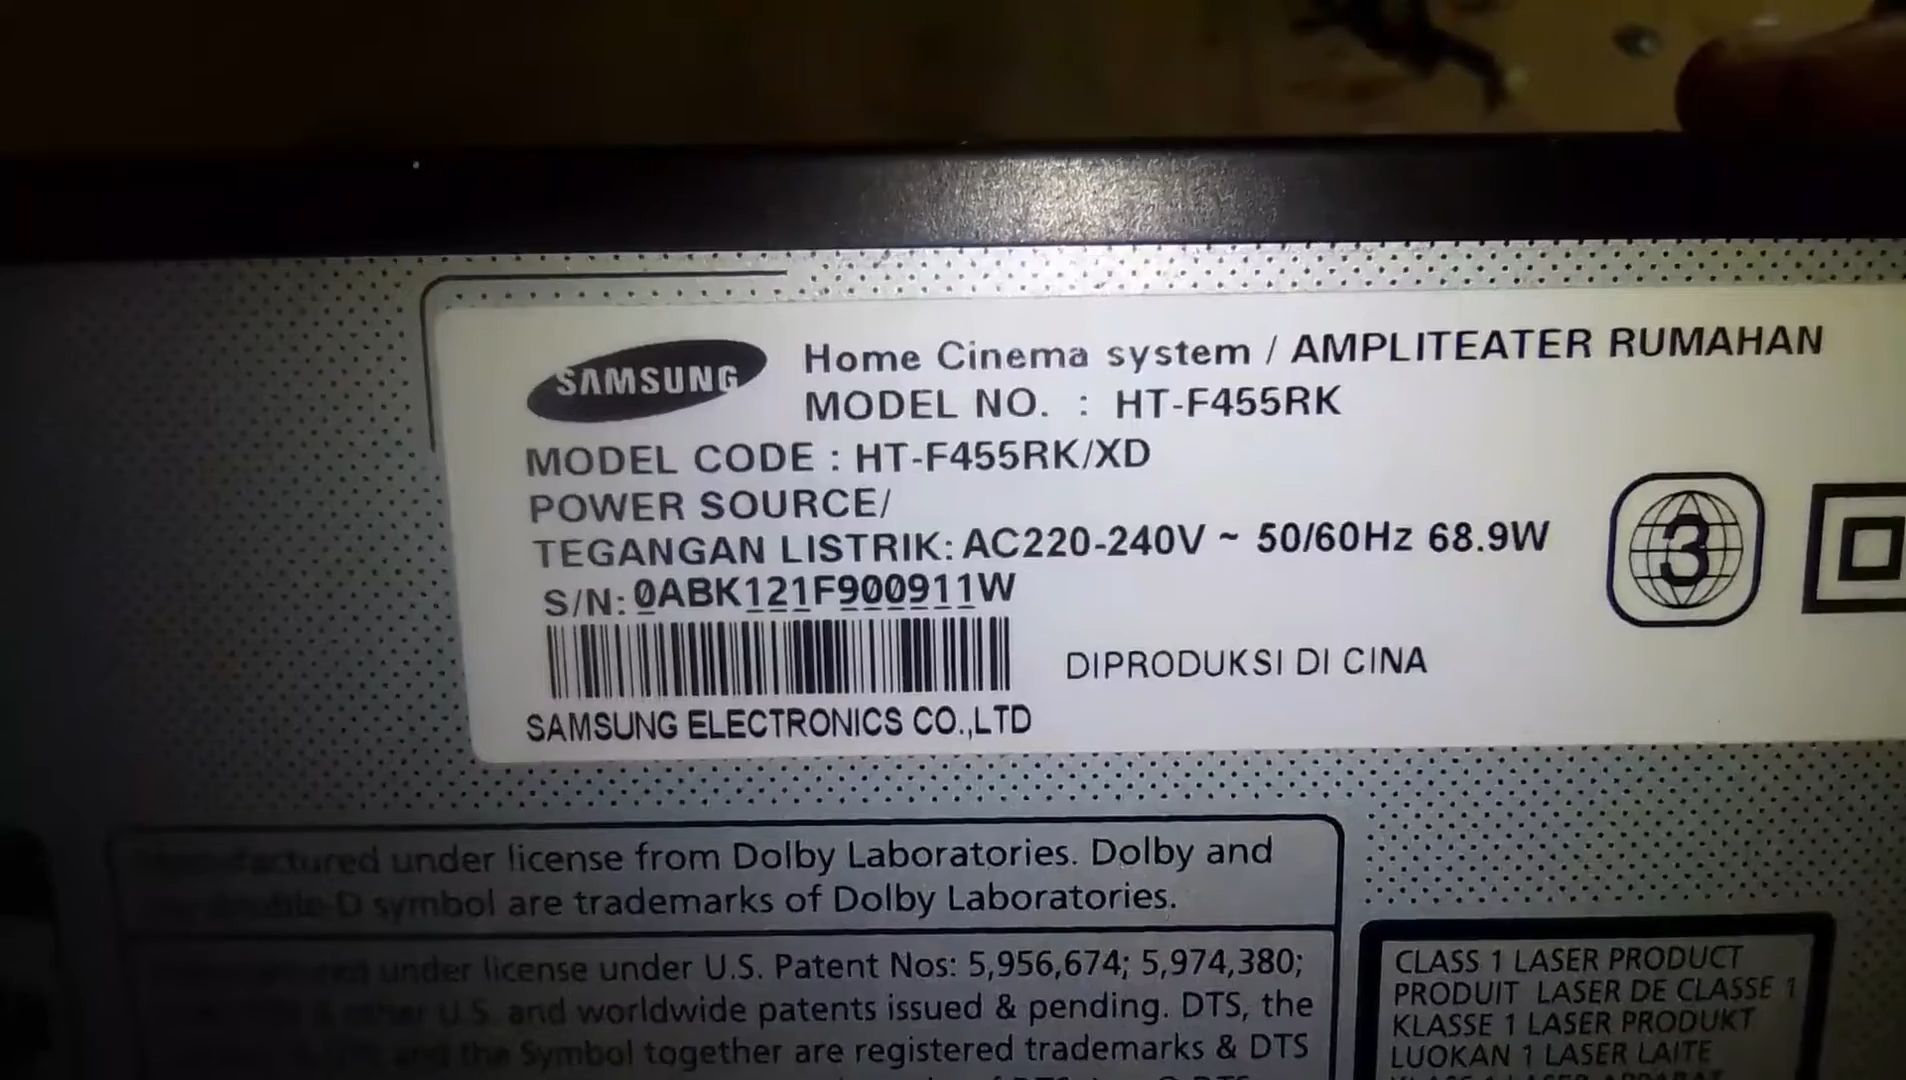 SAMSUNG
Home Cinema system / AMPLITEATER RUMAHAN
MODEL NO. : HT-F455RK
MODEL CODE : HT-F455RK/XD
POWER SOURCE/
TEGANGAN LISTRIK: AC220-240V ~ 50/60Hz 68.9W
S/N: 0ABK121F900911W
3
DIPRODUKSI DI CINA
SAMSUNG ELECTRONICS CO.,LTD
under license from Dolby Laboratories. Dolby and
symbol are trademarks of Dolby Laboratories.
under license under U.S. Patent Nos: 5,956,674; 5,974,380;
& other U.S. and worldwide patents issued & pending. DTS, the
and the Symbol together are registered trademarks & DTS
CLASS 1 LASER PRODUCT
PRODUIT LASER DE CLASSE 1
KLASSE 1 LASER PRODUKT
LUOKAN 1 LASER LAITE